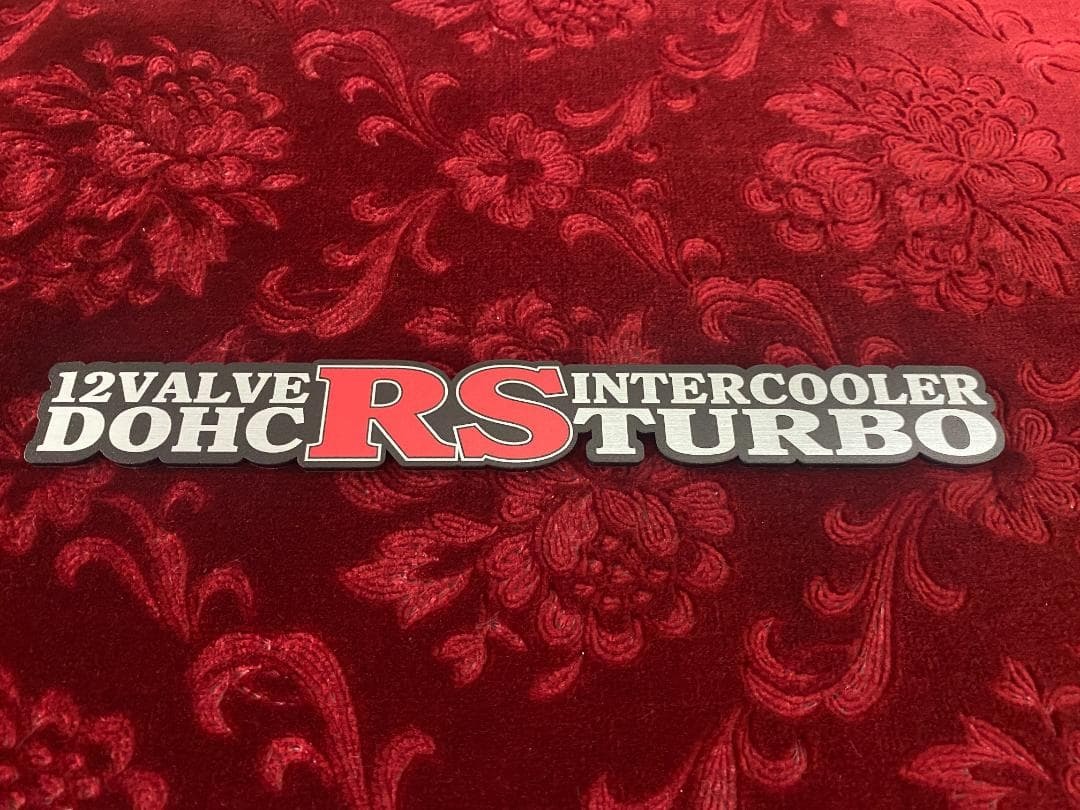 12VALVE
DOHC
RS
INTERCOOLER
TURBO